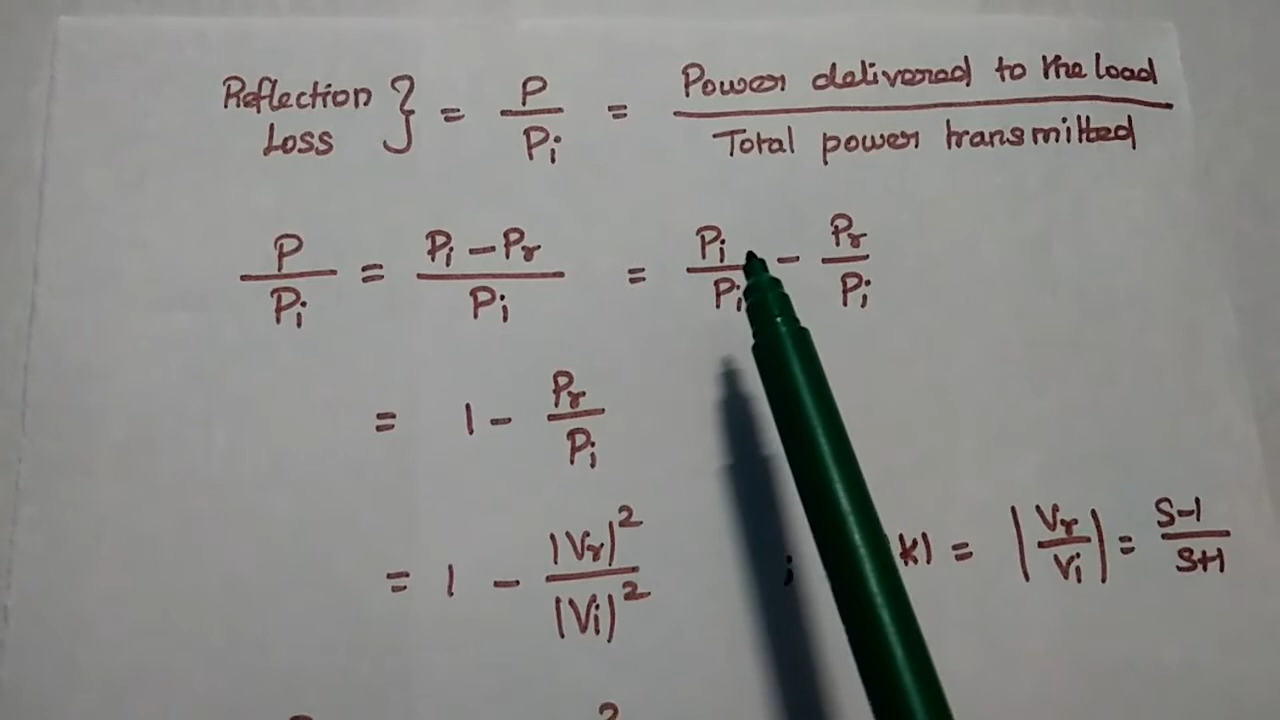 Reflection Loss } = P / Pi = Power delivered to the load / Total power transmitted
P / Pi = Pi - Pr / Pi = Pi / Pi - Pr / Pi
= 1 - Pr / Pi
= 1 - |Vr|² / |Vi|² ; K| = |Vr / Vi| = S-1 / S+1
2